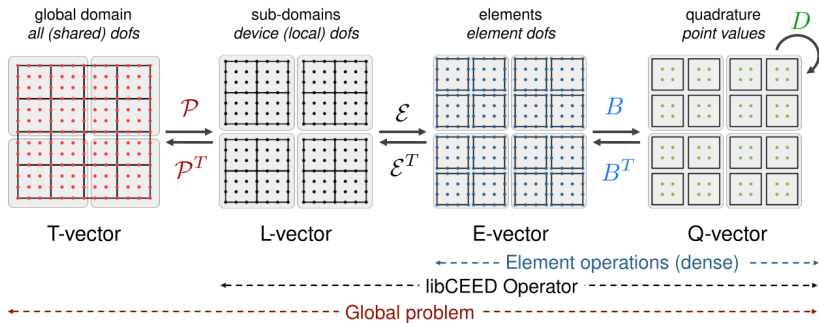 global domain
all (shared) dofs
sub-domains
device (local) dofs
elements
element dofs
quadrature
point values
D
𝒫
𝒫^T
ℰ
ℰ^T
B
B^T
T-vector
L-vector
E-vector
Q-vector
Element operations (dense)
libCEED Operator
Global problem